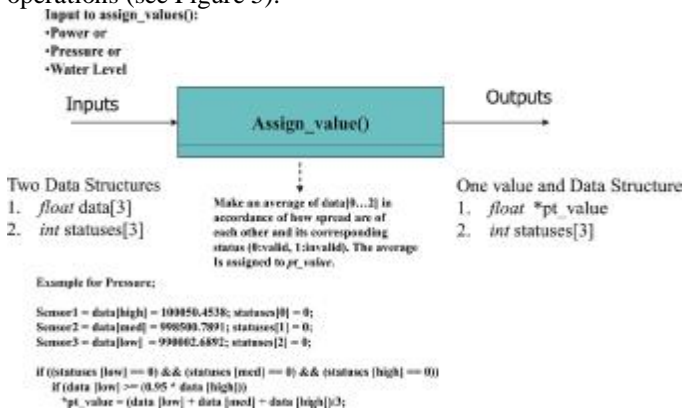 operations (see Figure 3).
Input to assign_values():
•Power or
•Pressure or
•Water Level
Inputs
Assign_value()
Outputs
Two Data Structures
1. float data[3]
2. int statuses[3]
Make an average of data[0...2] in
accordance of how spread are of
each other and its corresponding
status (0:valid, 1:invalid). The average
Is assigned to pt_value.
One value and Data Structure
1. float *pt_value
2. int statuses[3]
Example for Pressure;
Sensor1 = data[high] = 100050.4538; statuses[0] = 0;
Sensor2 = data[med] = 998500.7891; statuses[1] = 0;
Sensor3 = data[low] = 990002.6892; statuses[2] = 0;
if ((statuses [low] == 0) && (statuses [med] == 0) && (statuses [high] == 0))
if (data [low] >= (0.95 * data [high]))
*pt_value = (data [low] + data [med] + data [high])/3;